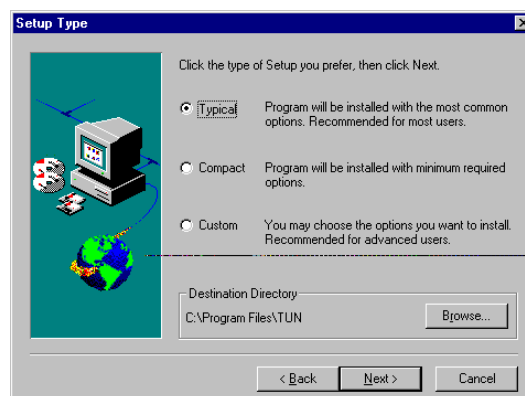 Setup Type
Click the type of Setup you prefer, then click Next.
Typical
Program will be installed with the most common
options. Recommended for most users.
Compact
Program will be installed with minimum required
options.
Custom
You may choose the options you want to install.
Recommended for advanced users.
Destination Directory
C:\Program Files\TUN
Browse...
< Back
Next >
Cancel